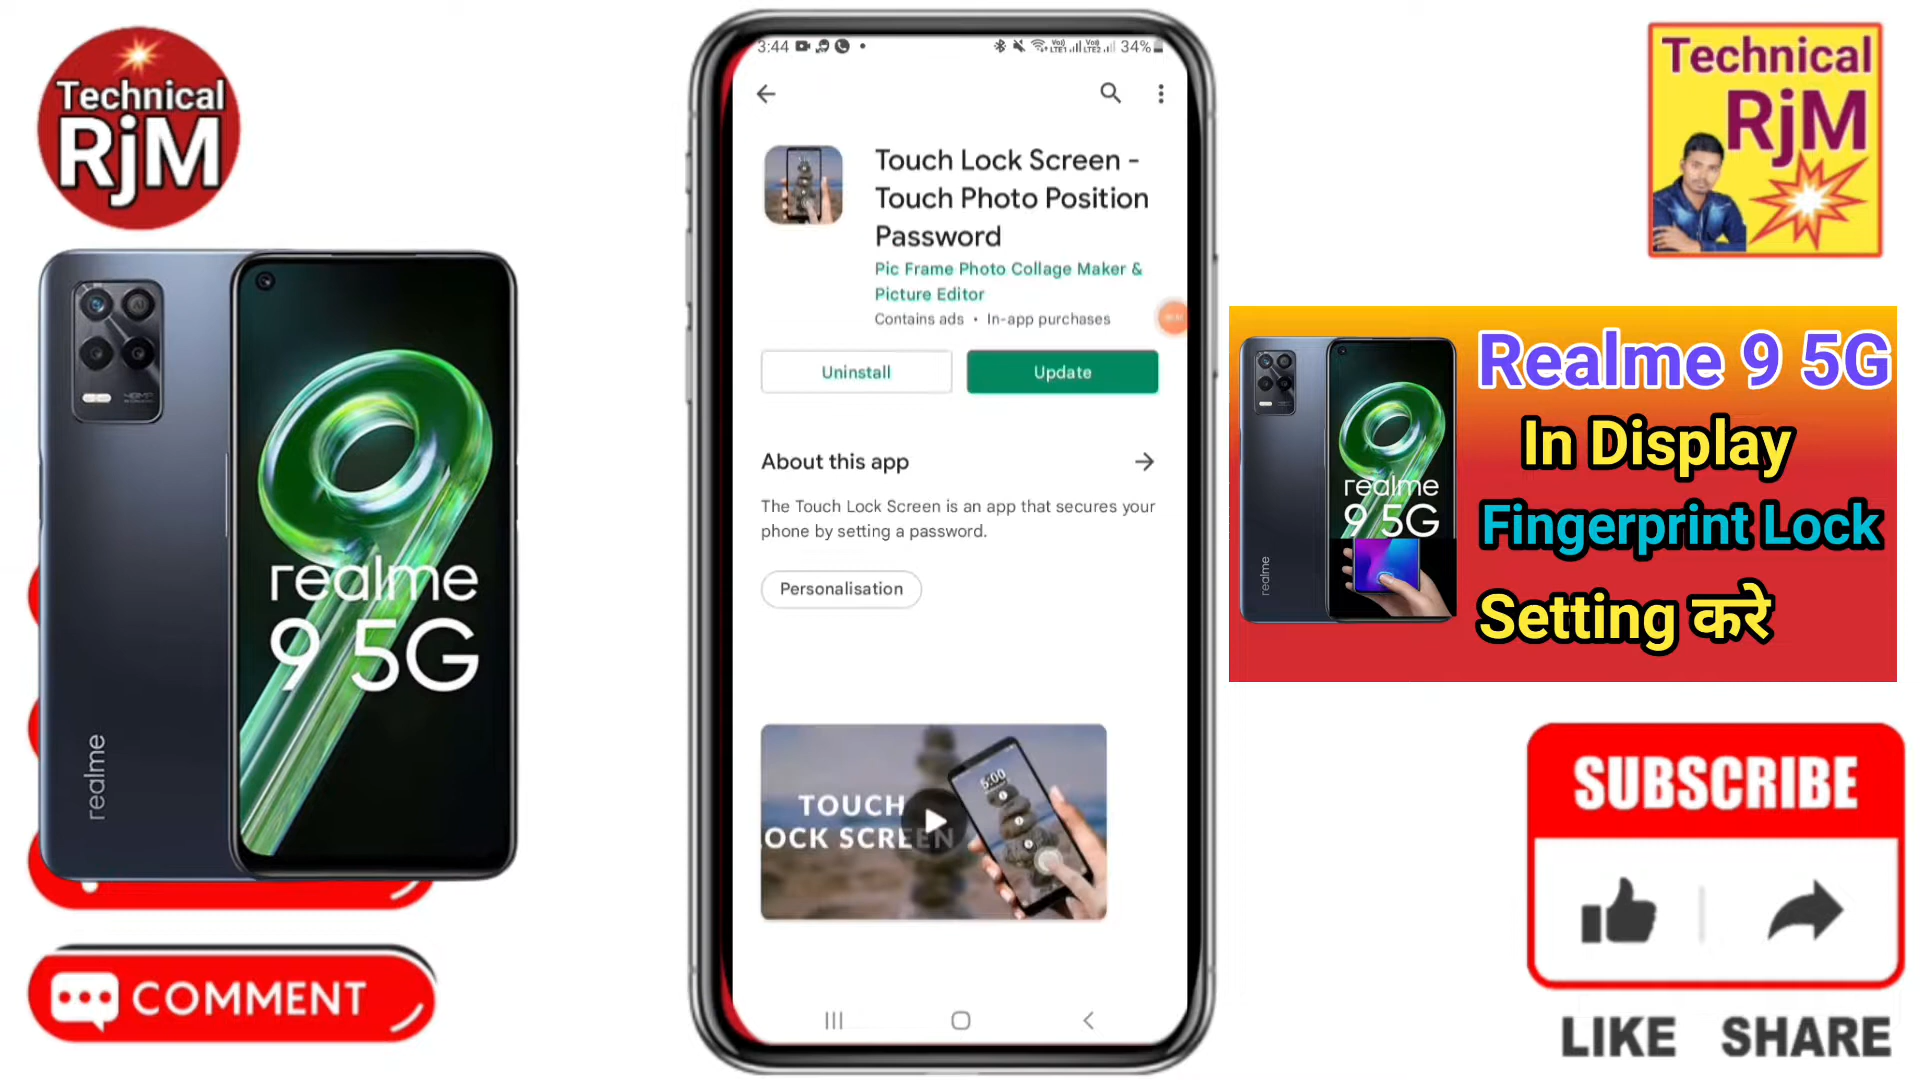 Technical
RjM
realme
realme
9 5G
COMMENT
3:44
34%
Touch Lock Screen -
Touch Photo Position
Password
Pic Frame Photo Collage Maker &
Picture Editor
Contains ads • In-app purchases
Uninstall
Update
About this app
The Touch Lock Screen is an app that secures your
phone by setting a password.
Personalisation
5:00
TOUCH
LOCK SCREEN
Technical
RjM
Realme 9 5G
In Display
Fingerprint Lock
Setting करे
realme
9 5G
realme
SUBSCRIBE
LIKE SHARE